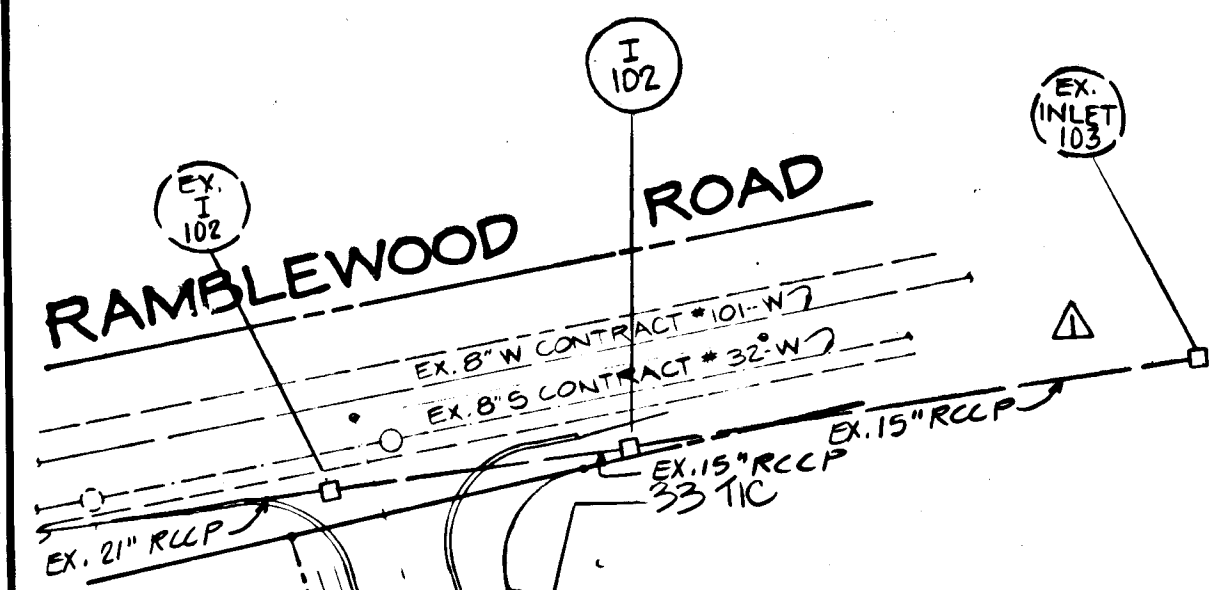 I
102
EX.
INLET
103
EX.
I
102
RAMBLEWOOD ROAD
EX. 8" W CONTRACT # 101-W
EX. 8" S CONTRACT # 32-W
1
EX. 15" RCCP
EX. 15" RCCP
33 TIC
EX. 21" RCCP